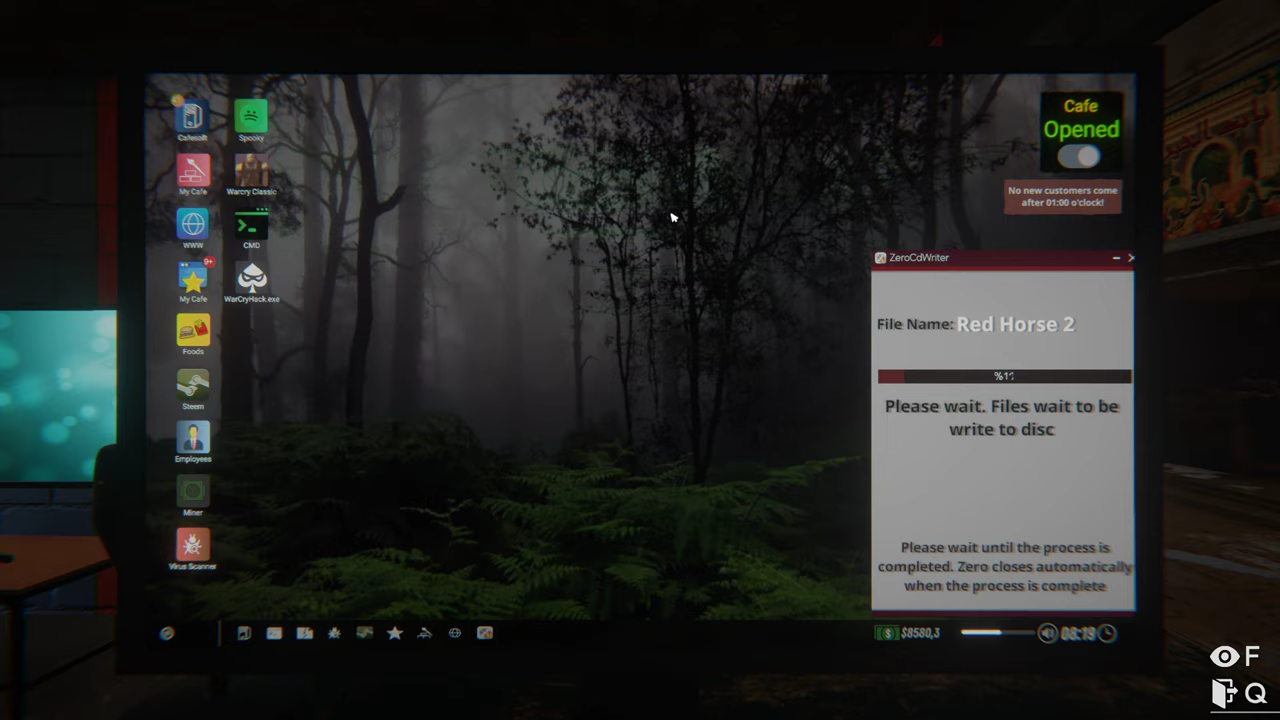 Cafesoft
Spooky
My Cafe
Warcry Classic
WWW
CMD
9+
My Cafe
WarCryHack.exe
Foods
Steem
Employees
Miner
Virus Scanner
Cafe
Opened
No new customers come
after 01:00 o'clock!
ZeroCdWriter
File Name: Red Horse 2
Please wait. Files wait to be
write to disc
Please wait until the process is
completed. Zero closes automatically
when the process is complete
$8580,3
08:19
F
Q